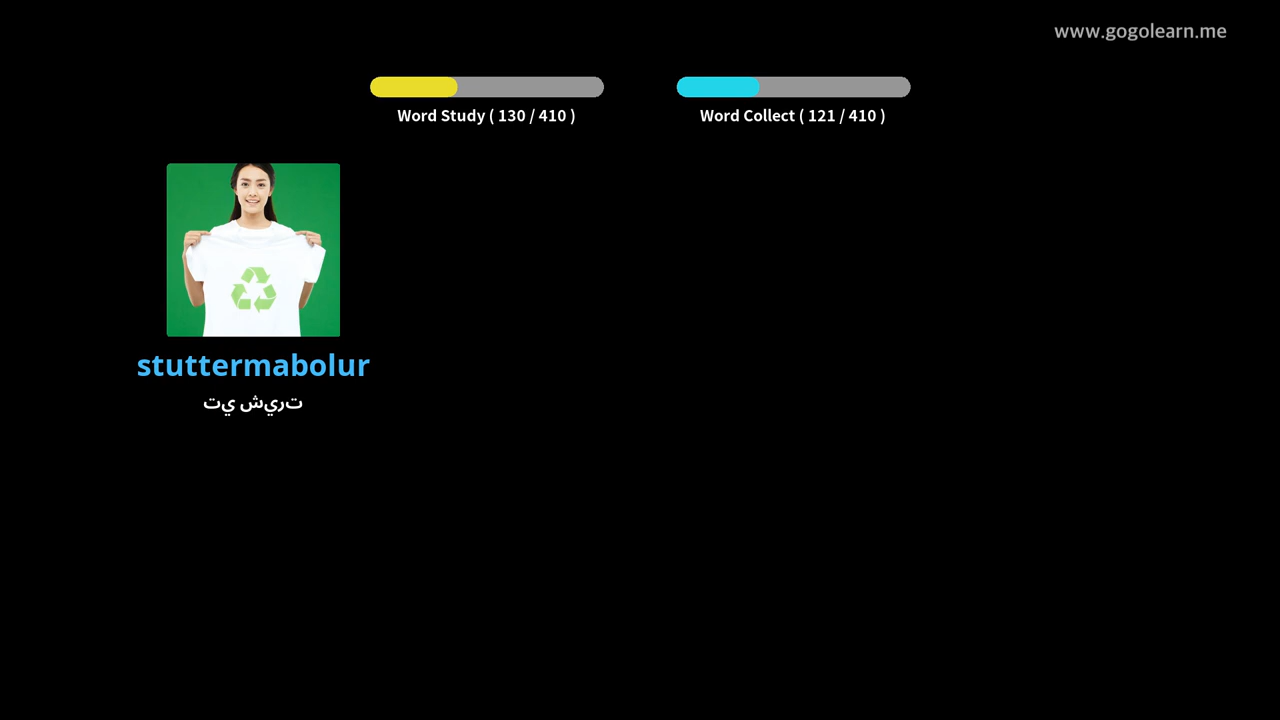 www.gogolearn.me
Word Study ( 130 / 410 )
Word Collect ( 121 / 410 )
stuttermabolur
تي شيرت